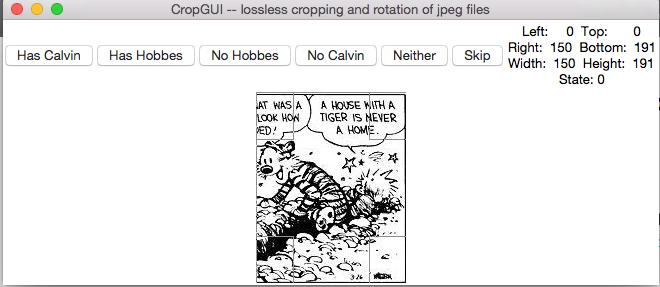 CropGUI -- lossless cropping and rotation of jpeg files
Has Calvin Has Hobbes No Hobbes No Calvin Neither Skip
Left: 0 Top: 0
Right: 150 Bottom: 191
Width: 150 Height: 191
State: 0
AT WAS A
LOOK HOW
ED!
A HOUSE WITH A
TIGER IS NEVER
A HOME.
3-26